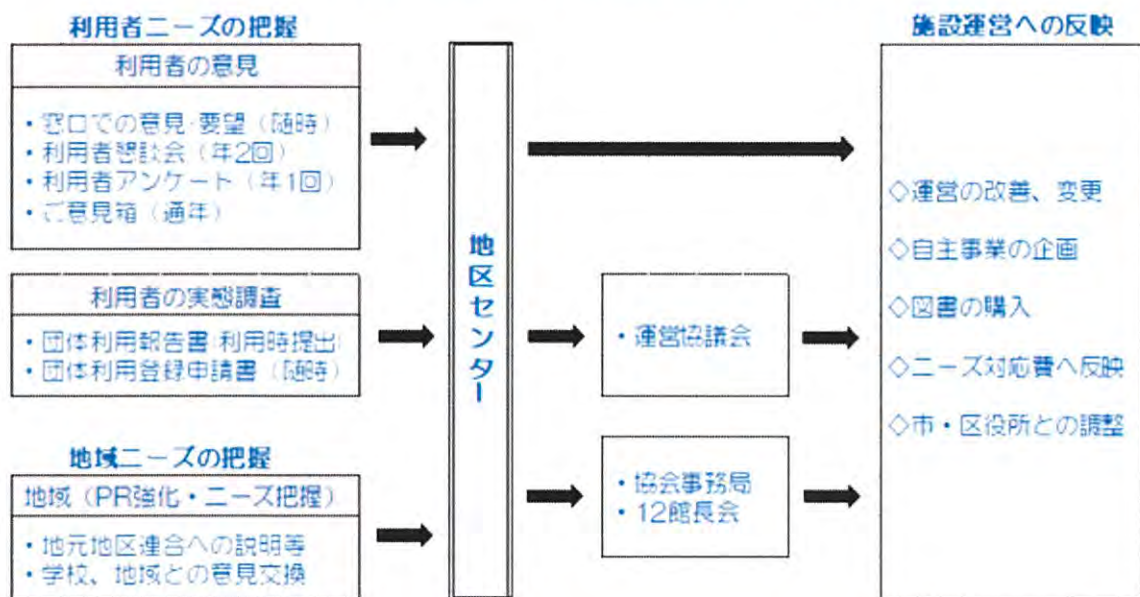 利用者ニーズの把握
利用者の意見
・窓口での意見・要望（随時）
・利用者懇談会（年2回）
・利用者アンケート（年1回）
・ご意見箱（通年）
利用者の実態調査
・団体利用報告書(利用時提出)
・団体利用登録申請書（随時）
地域ニーズの把握
地域（PR強化・ニーズ把握）
・地元地区連合への説明等
・学校、地域との意見交換
地区センター
・運営協議会
・協会事務局
・12館長会
施設運営への反映
◇運営の改善、変更
◇自主事業の企画
◇図書の購入
◇ニーズ対応費へ反映
◇市・区役所との調整